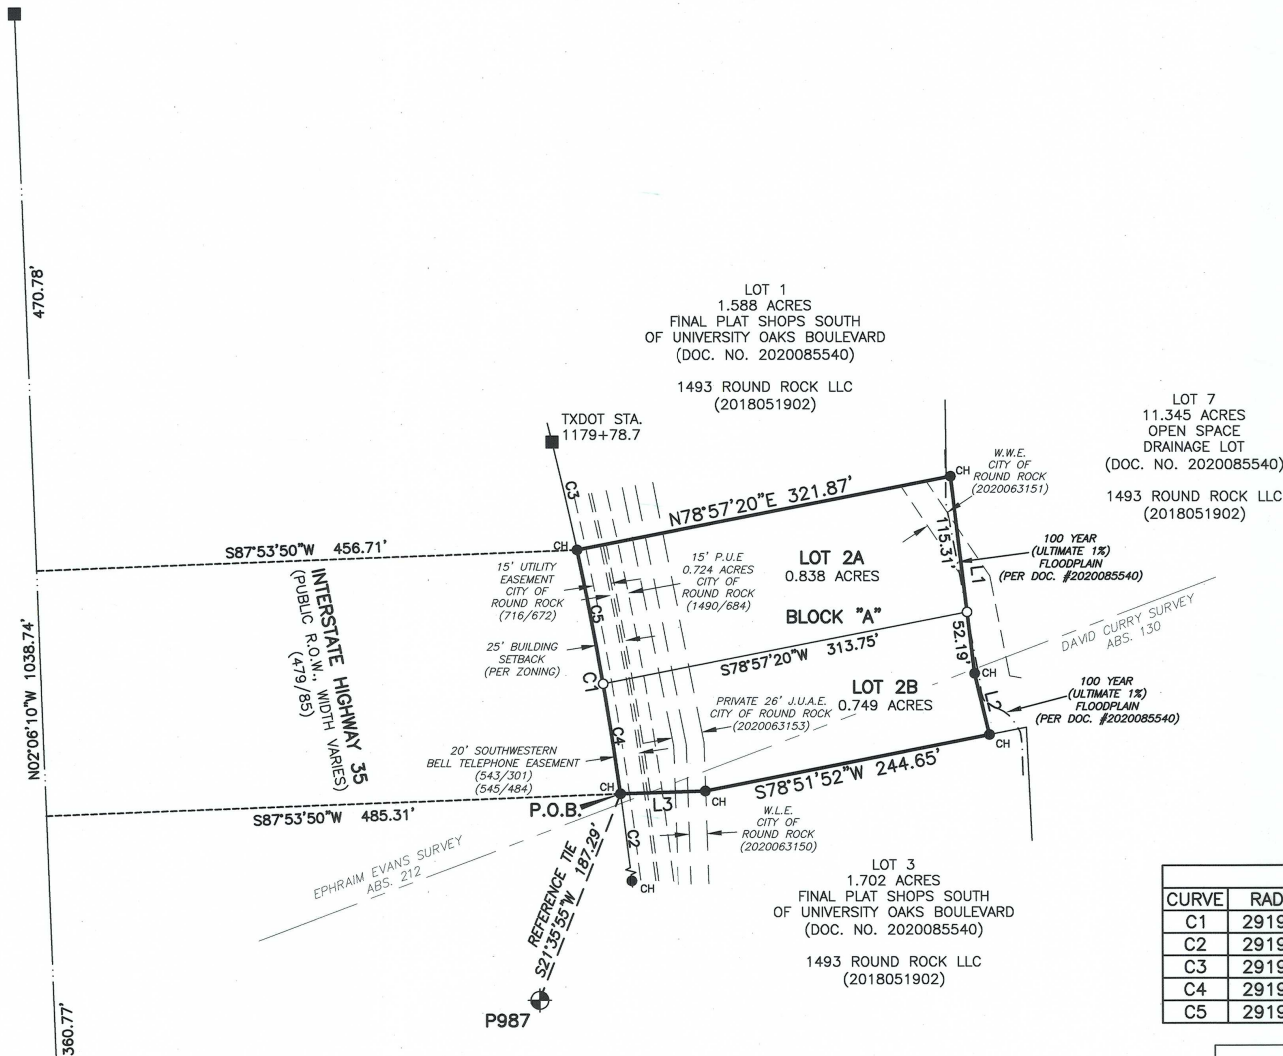 470.78'
LOT 1
1.588 ACRES
FINAL PLAT SHOPS SOUTH
OF UNIVERSITY OAKS BOULEVARD
(DOC. NO. 2020085540)
1493 ROUND ROCK LLC
(2018051902)
TXDOT STA.
1179+78.7
LOT 7
11.345 ACRES
OPEN SPACE
DRAINAGE LOT
(DOC. NO. 2020085540)
1493 ROUND ROCK LLC
(2018051902)
W.W.E.
CITY OF
ROUND ROCK
(2020063151)
CH
C3
N78°57'20"E 321.87'
CH
S87°53'50"W 456.71'
115.31'
L1
100 YEAR
(ULTIMATE 1%)
FLOODPLAIN
(PER DOC. #2020085540)
LOT 2A
0.838 ACRES
15' P.U.E
0.724 ACRES
CITY OF
ROUND ROCK
(1490/684)
15' UTILITY
EASEMENT
CITY OF
ROUND ROCK
(716/672)
C5
BLOCK "A"
INTERSTATE HIGHWAY 35
(PUBLIC R.O.W., WIDTH VARIES)
(479/85)
N02°06'10"W 1038.74'
25' BUILDING
SETBACK
(PER ZONING)
S78°57'20"W 313.75'
52.19'
DAVID CURRY SURVEY
ABS. 130
C1
LOT 2B
0.749 ACRES
L2
100 YEAR
(ULTIMATE 1%)
FLOODPLAIN
(PER DOC. #2020085540)
PRIVATE 26' J.U.A.E.
CITY OF ROUND ROCK
(2020063153)
C4
20' SOUTHWESTERN
BELL TELEPHONE EASEMENT
(543/301)
(545/484)
CH
CH
S78°51'52"W 244.65'
S87°53'50"W 485.31'
P.O.B.
L3
CH
W.L.E.
CITY OF
ROUND ROCK
(2020063150)
C2
CH
EPHRAIM EVANS SURVEY
ABS. 212
REFERENCE TIE
S21°35'55"W 187.29'
LOT 3
1.702 ACRES
FINAL PLAT SHOPS SOUTH
OF UNIVERSITY OAKS BOULEVARD
(DOC. NO. 2020085540)
1493 ROUND ROCK LLC
(2018051902)
P987
360.77'
CURVE RAD
C1 2919
C2 2919
C3 2919
C4 2919
C5 2919